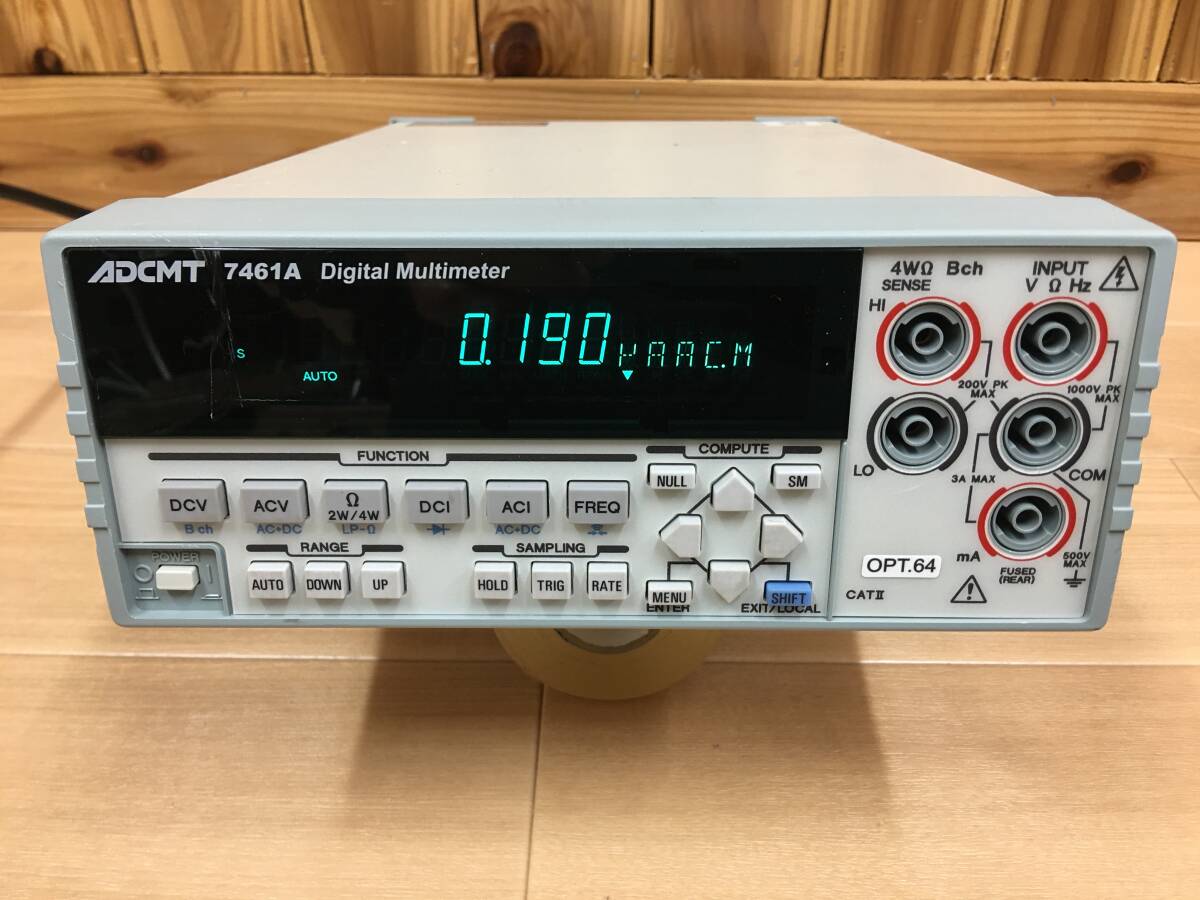 ADCMT 7461A Digital Multimeter
S
AUTO
0.190 μAAC.M
4WΩ Bch
SENSE
INPUT
V Ω Hz
HI
200V PK
MAX
1000V PK
MAX
LO
COM
3A MAX
mA
FUSED
(REAR)
500V
MAX
OPT.64
CAT II
FUNCTION
DCV ACV Ω DCI ACI FREQ
2W/4W
B ch AC+DC LP-Ω AC+DC
COMPUTE
NULL SM
POWER
RANGE
AUTO DOWN UP
SAMPLING
HOLD TRIG RATE
MENU SHIFT
ENTER EXIT/LOCAL